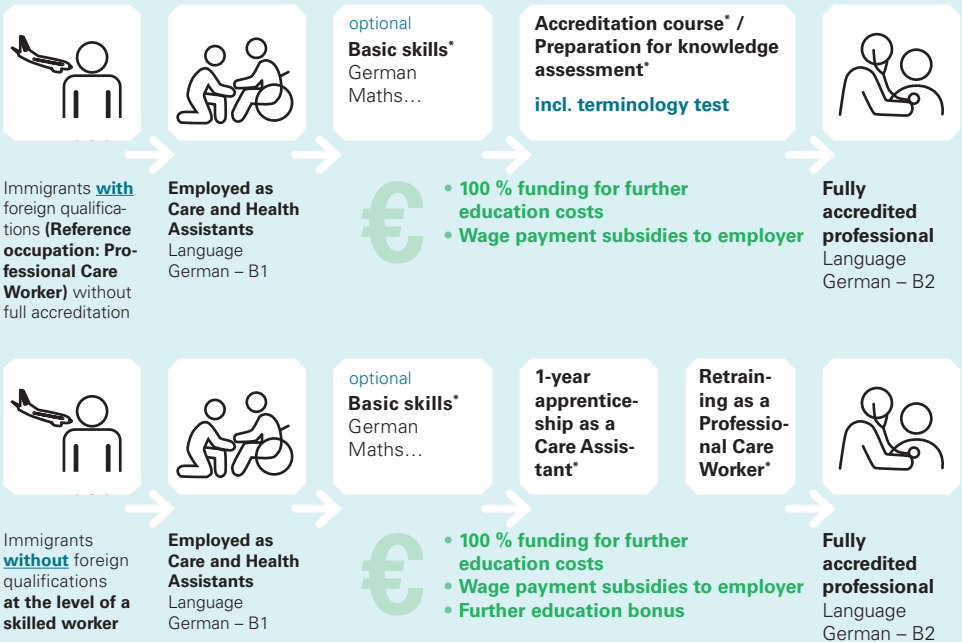 optional
Basic skills*
German
Maths…
Accreditation course* /
Preparation for knowledge
assessment*
incl. terminology test
Immigrants with
foreign qualifica-
tions (Reference
occupation: Pro-
fessional Care
Worker) without
full accreditation
Employed as
Care and Health
Assistants
Language
German – B1
€
• 100 % funding for further
education costs
• Wage payment subsidies to employer
Fully
accredited
professional
Language
German – B2
optional
Basic skills*
German
Maths…
1-year
apprentice-
ship as a
Care Assis-
tant*
Retrain-
ing as a
Professio-
nal Care
Worker*
Immigrants
without foreign
qualifications
at the level of a
skilled worker
Employed as
Care and Health
Assistants
Language
German – B1
€
• 100 % funding for further
education costs
• Wage payment subsidies to employer
• Further education bonus
Fully
accredited
professional
Language
German – B2